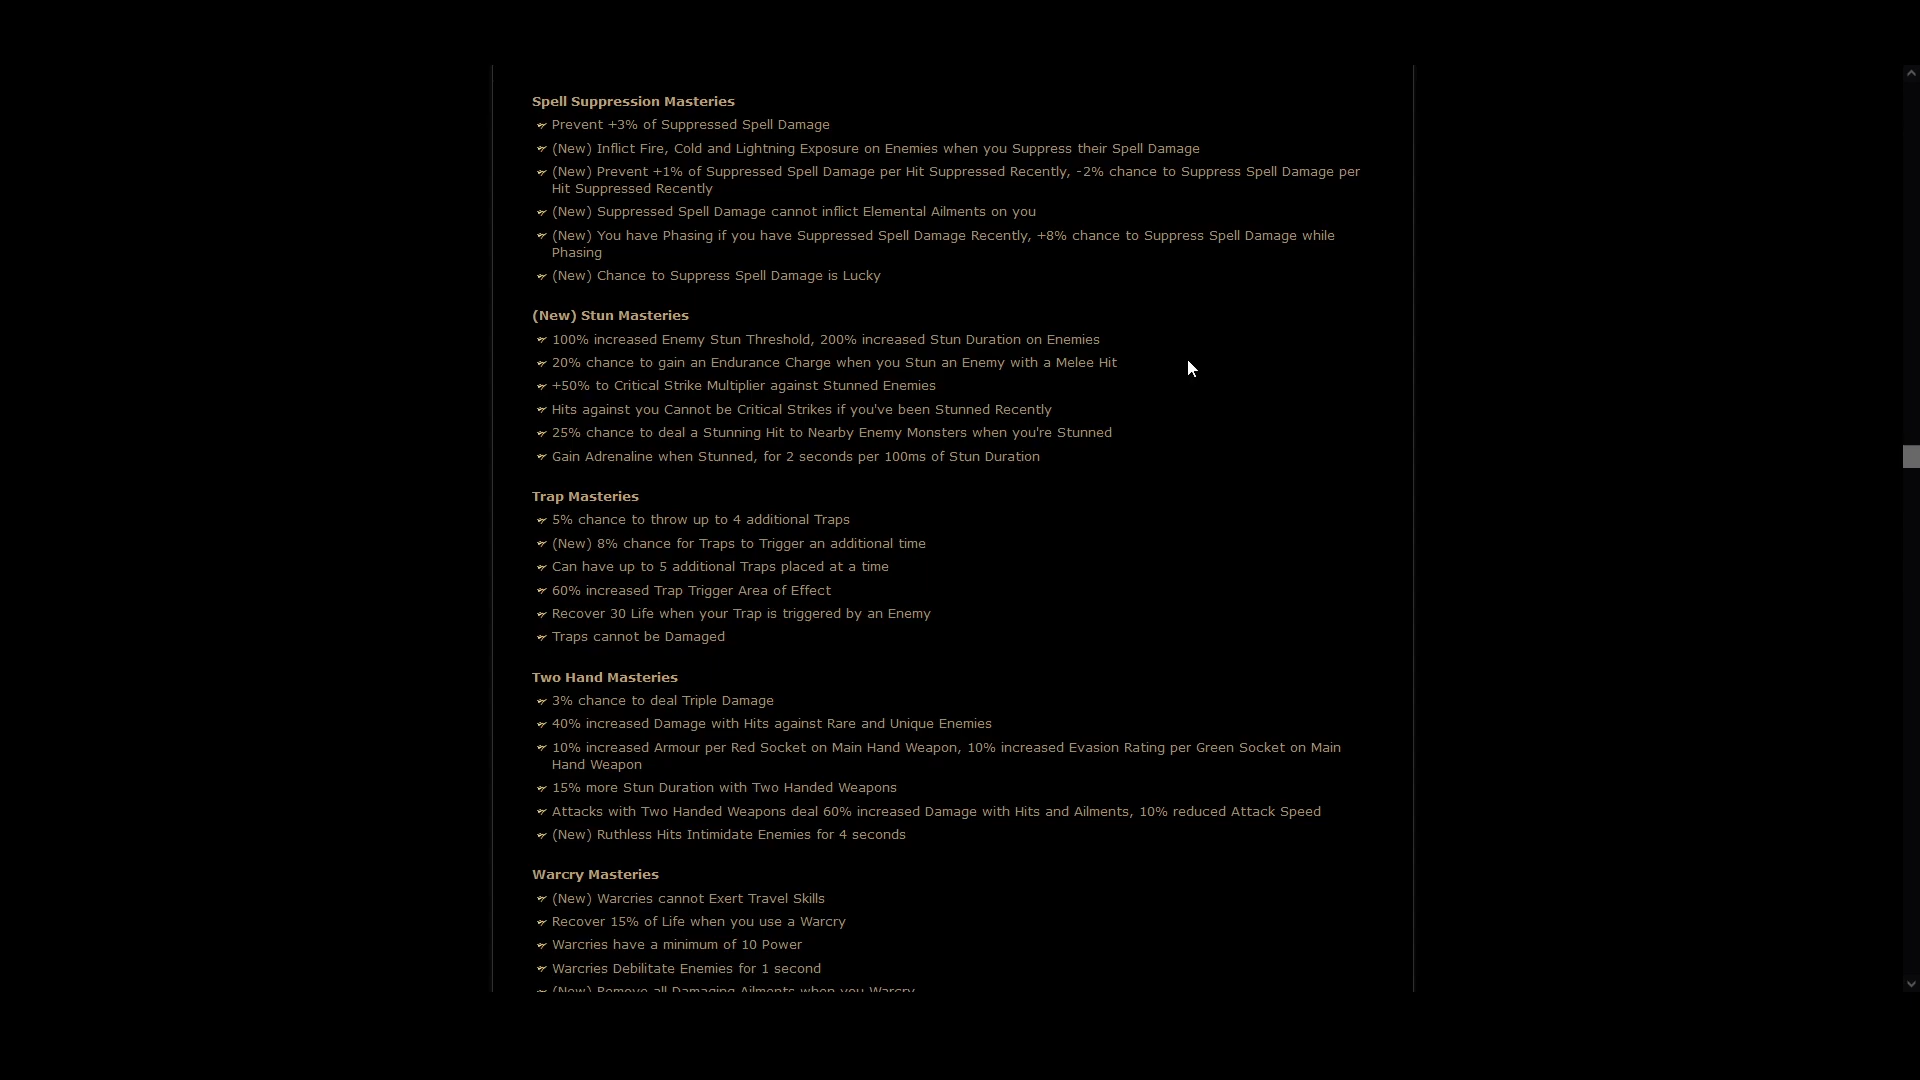 Spell Suppression Masteries
Prevent +3% of Suppressed Spell Damage
(New) Inflict Fire, Cold and Lightning Exposure on Enemies when you Suppress their Spell Damage
(New) Prevent +1% of Suppressed Spell Damage per Hit Suppressed Recently, -2% chance to Suppress Spell Damage per
Hit Suppressed Recently
(New) Suppressed Spell Damage cannot inflict Elemental Ailments on you
(New) You have Phasing if you have Suppressed Spell Damage Recently, +8% chance to Suppress Spell Damage while
Phasing
(New) Chance to Suppress Spell Damage is Lucky
(New) Stun Masteries
100% increased Enemy Stun Threshold, 200% increased Stun Duration on Enemies
20% chance to gain an Endurance Charge when you Stun an Enemy with a Melee Hit
+50% to Critical Strike Multiplier against Stunned Enemies
Hits against you Cannot be Critical Strikes if you've been Stunned Recently
25% chance to deal a Stunning Hit to Nearby Enemy Monsters when you're Stunned
Gain Adrenaline when Stunned, for 2 seconds per 100ms of Stun Duration
Trap Masteries
5% chance to throw up to 4 additional Traps
(New) 8% chance for Traps to Trigger an additional time
Can have up to 5 additional Traps placed at a time
60% increased Trap Trigger Area of Effect
Recover 30 Life when your Trap is triggered by an Enemy
Traps cannot be Damaged
Two Hand Masteries
3% chance to deal Triple Damage
40% increased Damage with Hits against Rare and Unique Enemies
10% increased Armour per Red Socket on Main Hand Weapon, 10% increased Evasion Rating per Green Socket on Main
Hand Weapon
15% more Stun Duration with Two Handed Weapons
Attacks with Two Handed Weapons deal 60% increased Damage with Hits and Ailments, 10% reduced Attack Speed
(New) Ruthless Hits Intimidate Enemies for 4 seconds
Warcry Masteries
(New) Warcries cannot Exert Travel Skills
Recover 15% of Life when you use a Warcry
Warcries have a minimum of 10 Power
Warcries Debilitate Enemies for 1 second
(New) Remove all Damaging Ailments when you Warcry